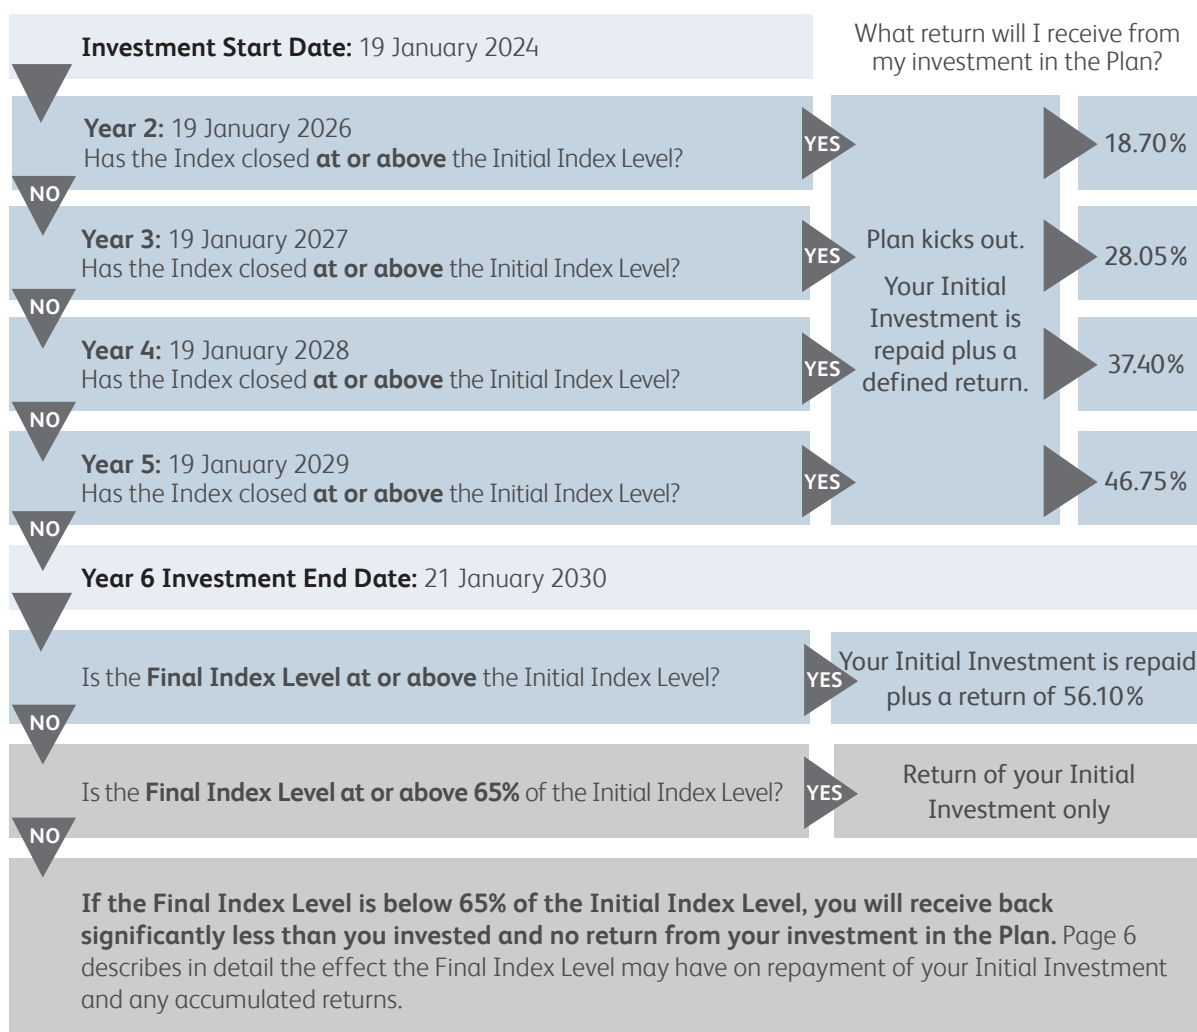 Investment Start Date: 19 January 2024
What return will I receive from
my investment in the Plan?
Year 2: 19 January 2026
Has the Index closed at or above the Initial Index Level?
YES
18.70%
NO
Year 3: 19 January 2027
Has the Index closed at or above the Initial Index Level?
YES
28.05%
NO
Year 4: 19 January 2028
Has the Index closed at or above the Initial Index Level?
YES
37.40%
NO
Year 5: 19 January 2029
Has the Index closed at or above the Initial Index Level?
YES
46.75%
Plan kicks out.
Your Initial
Investment is
repaid plus a
defined return.
NO
Year 6 Investment End Date: 21 January 2030
Is the Final Index Level at or above the Initial Index Level?
YES
Your Initial Investment is repaid
plus a return of 56.10%
NO
Is the Final Index Level at or above 65% of the Initial Index Level?
YES
Return of your Initial
Investment only
NO
If the Final Index Level is below 65% of the Initial Index Level, you will receive back
significantly less than you invested and no return from your investment in the Plan. Page 6
describes in detail the effect the Final Index Level may have on repayment of your Initial Investment
and any accumulated returns.